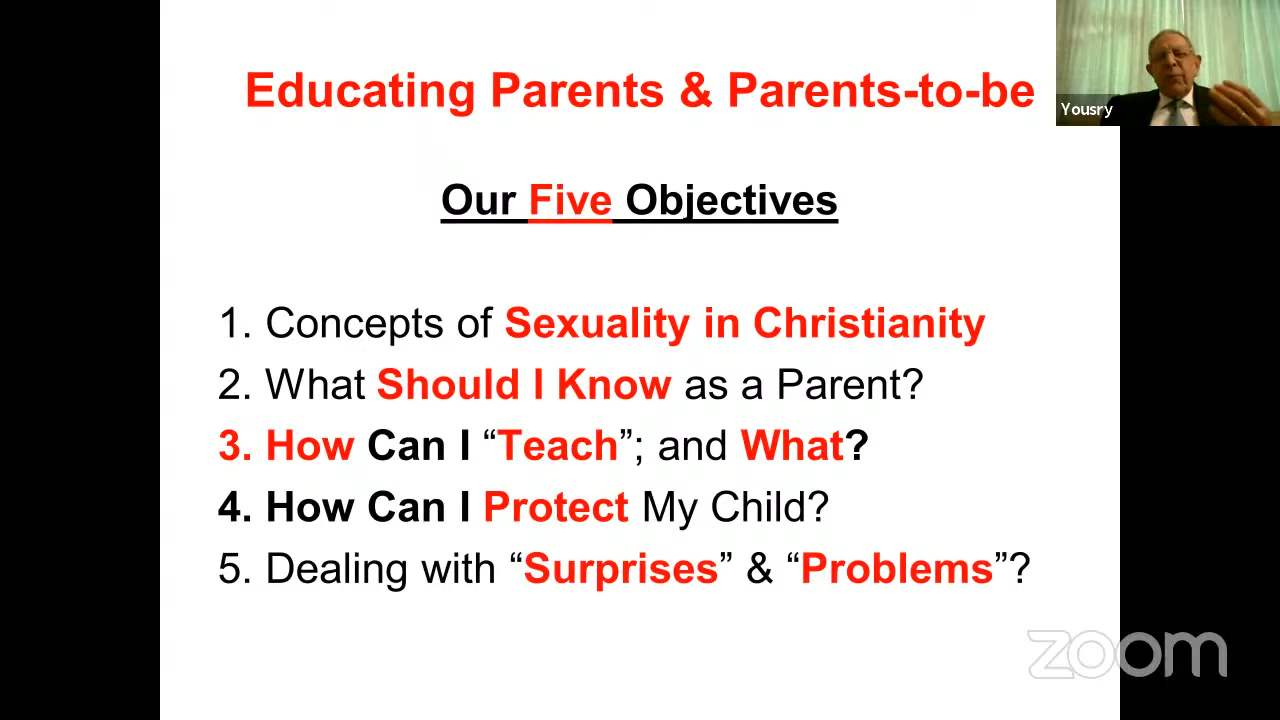 Educating Parents & Parents-to-be
Yousry
Our Five Objectives
1. Concepts of Sexuality in Christianity
2. What Should I Know as a Parent?
3. How Can I “Teach”; and What?
4. How Can I Protect My Child?
5. Dealing with “Surprises” & “Problems”?
zoom